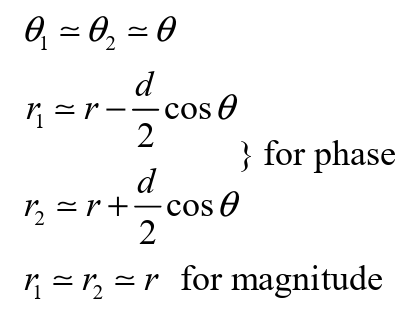 θ₁ ≃ θ₂ ≃ θ
r₁ ≃ r − d/2 cos θ
} for phase
r₂ ≃ r + d/2 cos θ
r₁ ≃ r₂ ≃ r for magnitude